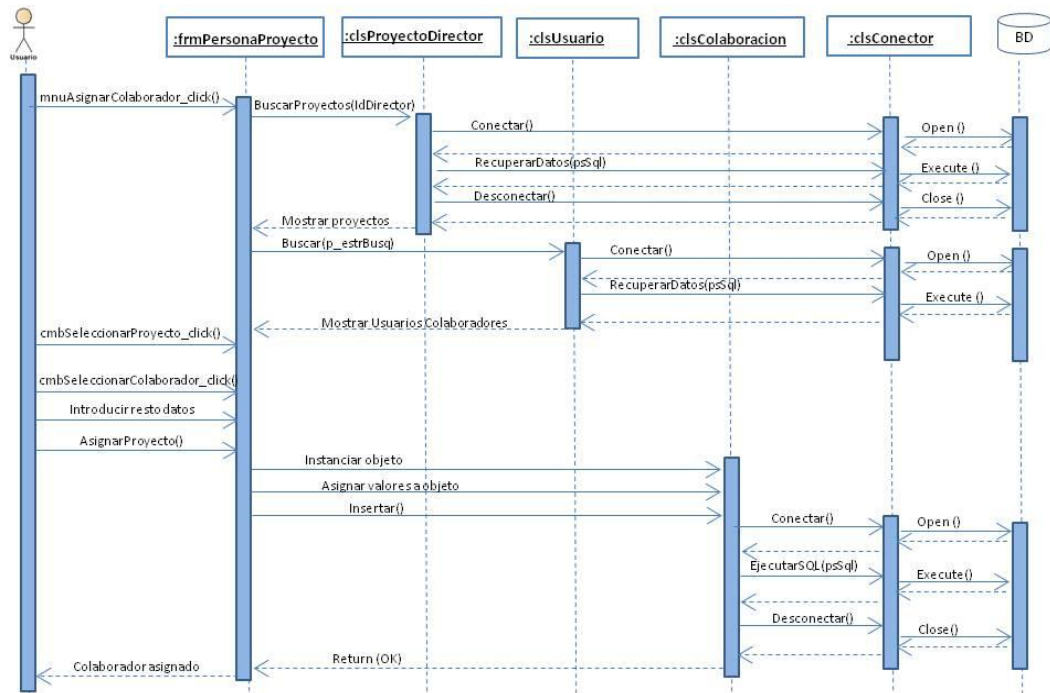 :frmPersonaProyecto
:clsProyectoDirector
:clsUsuario
:clsColaboracion
:clsConector
BD
Usuario
mnuAsignarColaborador_click()
BuscarProyectos(IdDirector)
Conectar()
Open ()
RecuperarDatos(psSql)
Execute ()
Desconectar()
Close ()
Mostrar proyectos
Buscar(p_estrBusq)
Conectar()
Open ()
RecuperarDatos(psSql)
Execute ()
Mostrar Usuarios Colaboradores
cmbSeleccionarProyecto_click()
cmbSeleccionarColaborador_click()
Introducir resto datos
AsignarProyecto()
Instanciar objeto
Asignar valores a objeto
Insertar()
Conectar()
Open ()
EjecutarSQL(psSql)
Execute()
Desconectar()
Close()
Return (OK)
Colaborador asignado